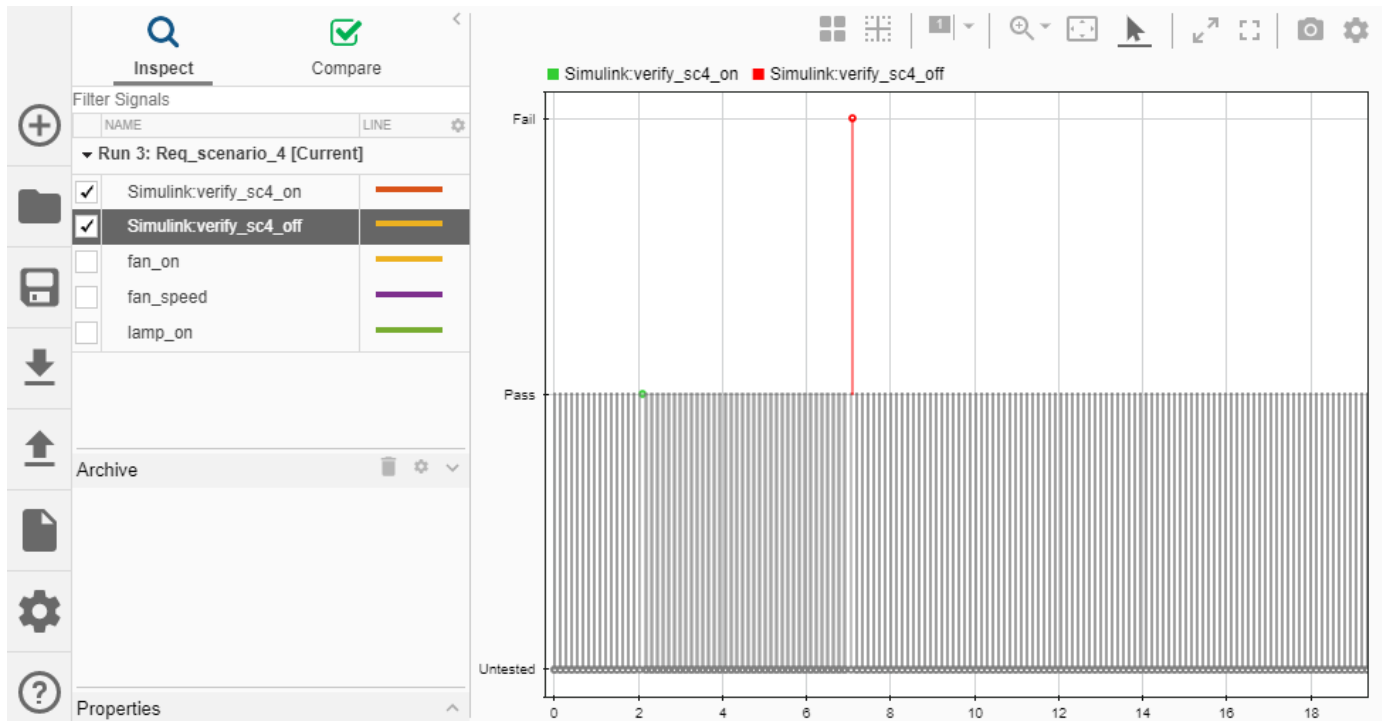 Inspect
Compare
Filter Signals
NAME
LINE
Run 3: Req_scenario_4 [Current]
Simulink:verify_sc4_on
Simulink:verify_sc4_off
fan_on
fan_speed
lamp_on
Archive
Properties
1
Simulink:verify_sc4_on
Simulink:verify_sc4_off
Fail
Pass
Untested
0 2 4 6 8 10 12 14 16 18